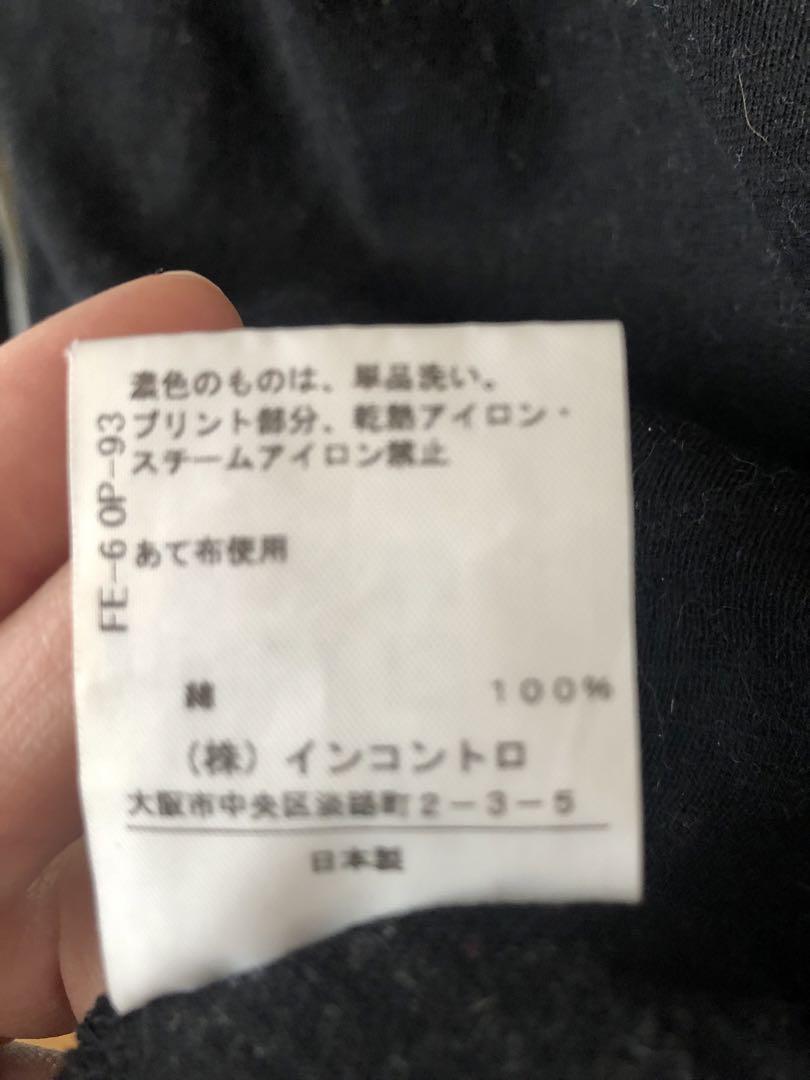 濃色のものは、単品洗い。
プリント部分、乾熱アイロン・
スチームアイロン禁止
あて布使用
FE-6 OP-93
綿 100%
(株)インコントロ
大阪市中央区淡路町2-3-5
日本製